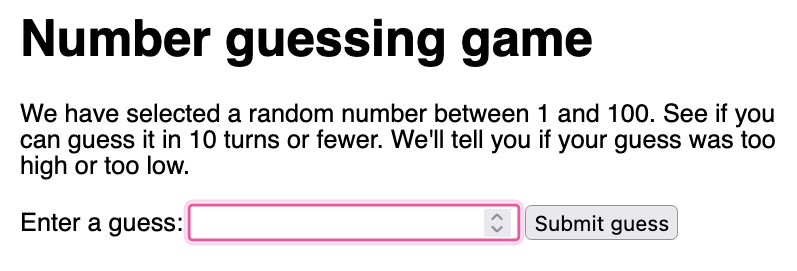 Number guessing game
We have selected a random number between 1 and 100. See if you
can guess it in 10 turns or fewer. We'll tell you if your guess was too
high or too low.
Enter a guess: Submit guess